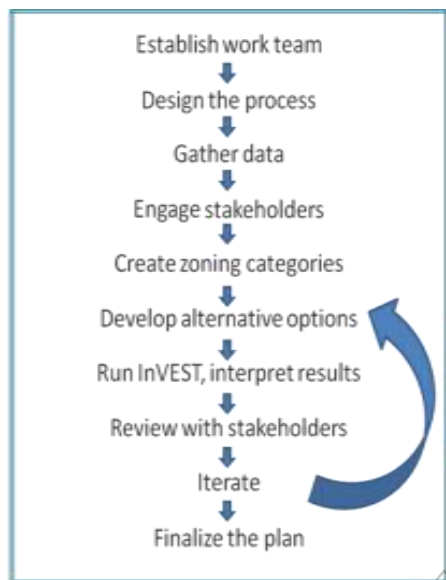 Establish work team
Design the process
Gather data
Engage stakeholders
Create zoning categories
Develop alternative options
Run InVEST, interpret results
Review with stakeholders
Iterate
Finalize the plan